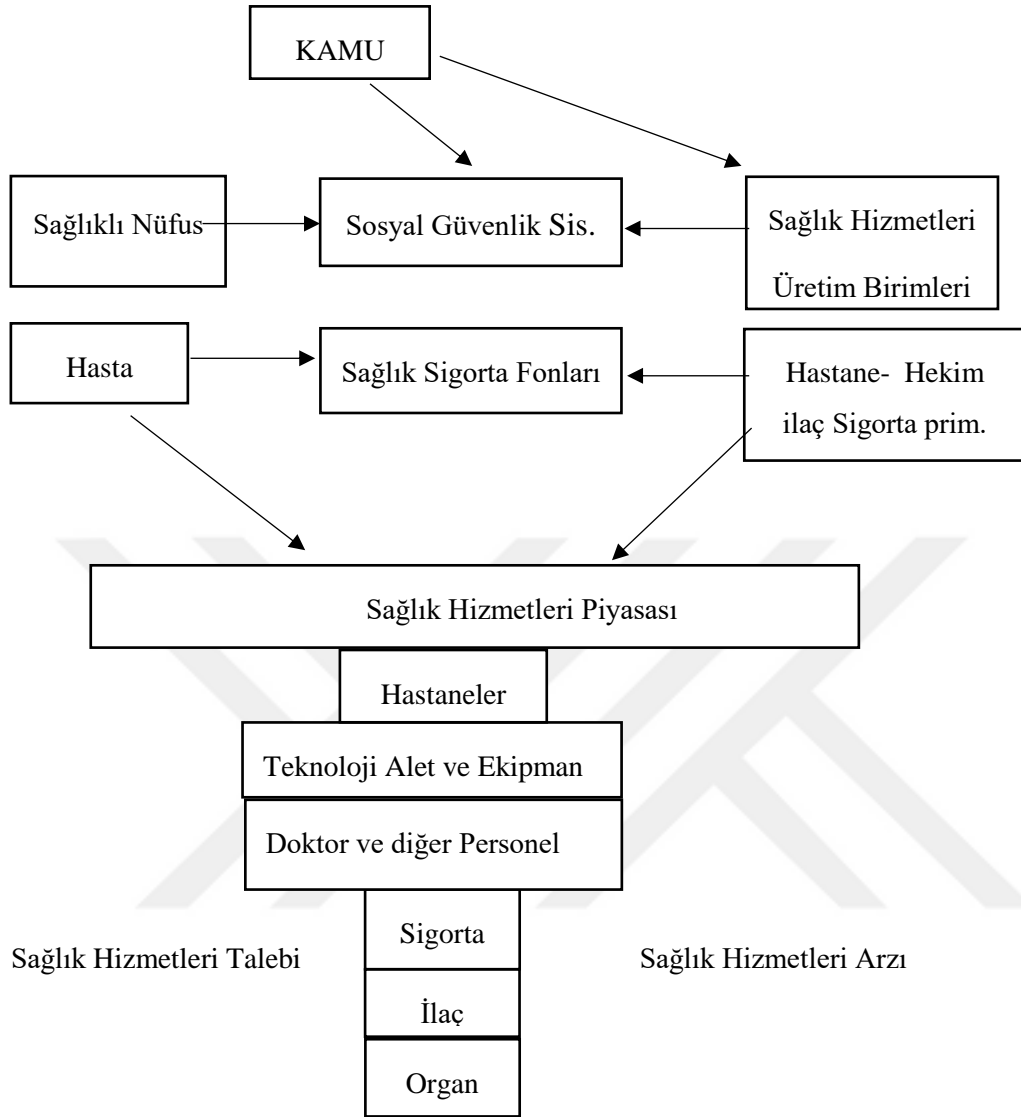 KAMU
Sağlıklı Nüfus
Sosyal Güvenlik Sis.
Sağlık Hizmetleri
Üretim Birimleri
Hasta
Sağlık Sigorta Fonları
Hastane- Hekim
ilaç Sigorta prim.
Sağlık Hizmetleri Piyasası
Hastaneler
Teknoloji Alet ve Ekipman
Doktor ve diğer Personel
Sigorta
Sağlık Hizmetleri Talebi
Sağlık Hizmetleri Arzı
İlaç
Organ